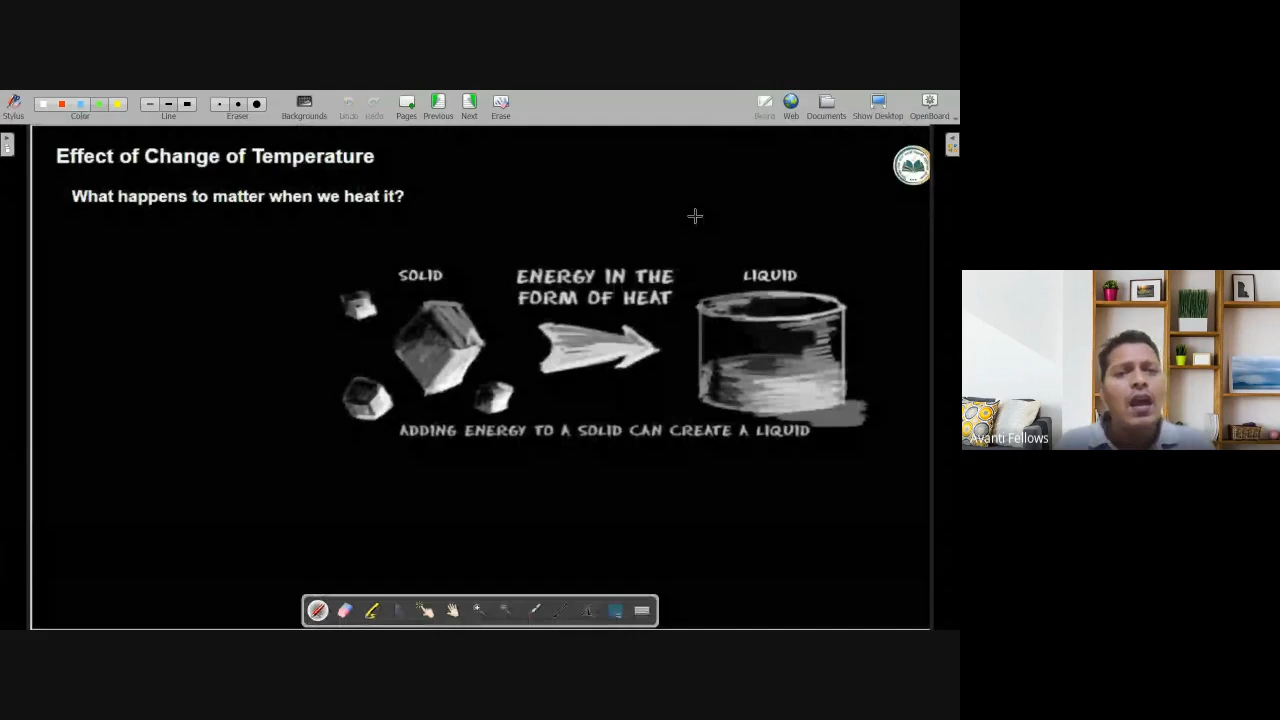 Stylus
Color
Line
Eraser
Backgrounds
Undo
Redo
Pages
Previous
Next
Erase
Board
Web
Documents
Show Desktop
OpenBoard
Effect of Change of Temperature
What happens to matter when we heat it?
SOLID
ENERGY IN THE
FORM OF HEAT
LIQUID
ADDING ENERGY TO A SOLID CAN CREATE A LIQUID
Avanti Fellows